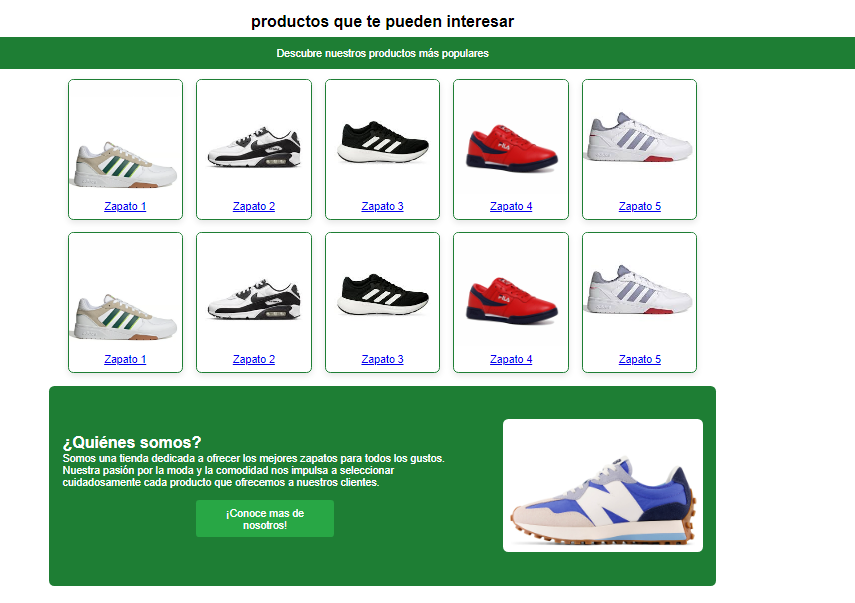 productos que te pueden interesar
Descubre nuestros productos más populares
Zapato 1
Zapato 2
Zapato 3
FILA
Zapato 4
Zapato 5
Zapato 1
Zapato 2
Zapato 3
FILA
Zapato 4
Zapato 5
¿Quiénes somos?
Somos una tienda dedicada a ofrecer los mejores zapatos para todos los gustos.
Nuestra pasión por la moda y la comodidad nos impulsa a seleccionar
cuidadosamente cada producto que ofrecemos a nuestros clientes.
¡Conoce mas de
nosotros!
N